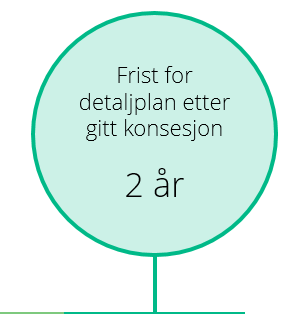 Frist for
detaljplan etter
gitt konsesjon
2 år